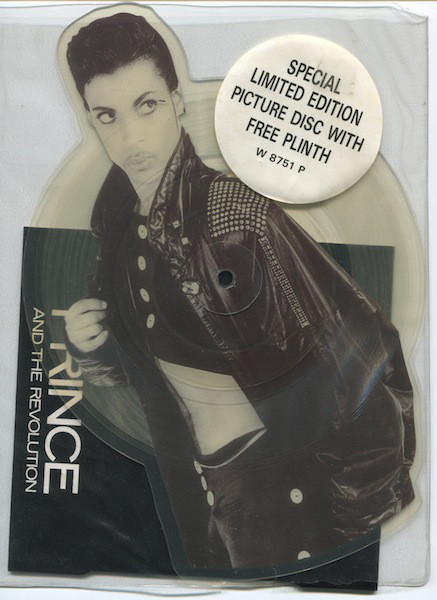 SPECIAL
LIMITED EDITION
PICTURE DISC WITH
FREE PLINTH
W 8751 P
PRINCE
AND THE REVOLUTION